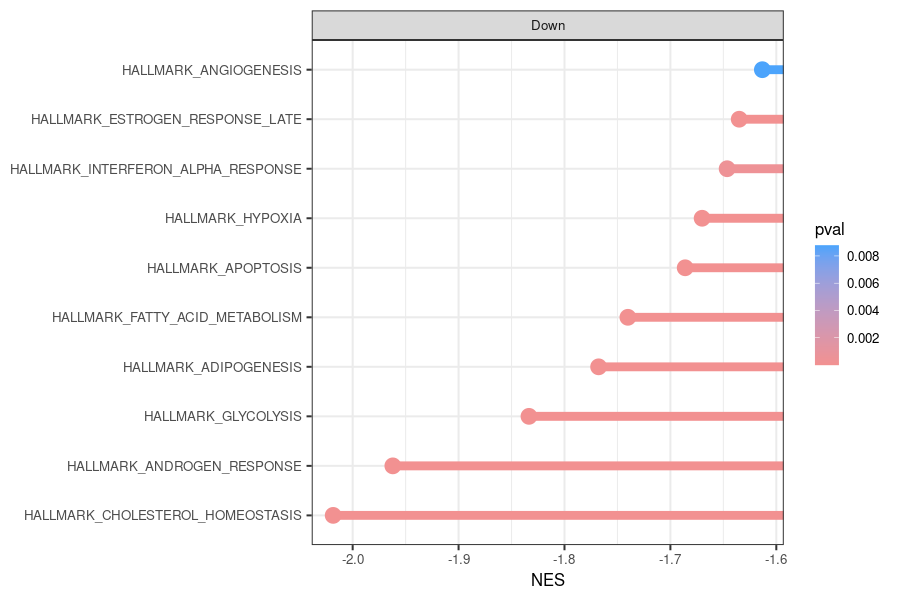 Down
HALLMARK_ANGIOGENESIS
HALLMARK_ESTROGEN_RESPONSE_LATE
HALLMARK_INTERFERON_ALPHA_RESPONSE
HALLMARK_HYPOXIA
HALLMARK_APOPTOSIS
HALLMARK_FATTY_ACID_METABOLISM
HALLMARK_ADIPOGENESIS
HALLMARK_GLYCOLYSIS
HALLMARK_ANDROGEN_RESPONSE
HALLMARK_CHOLESTEROL_HOMEOSTASIS
-2.0 -1.9 -1.8 -1.7 -1.6
NES
pval
0.008
0.006
0.004
0.002